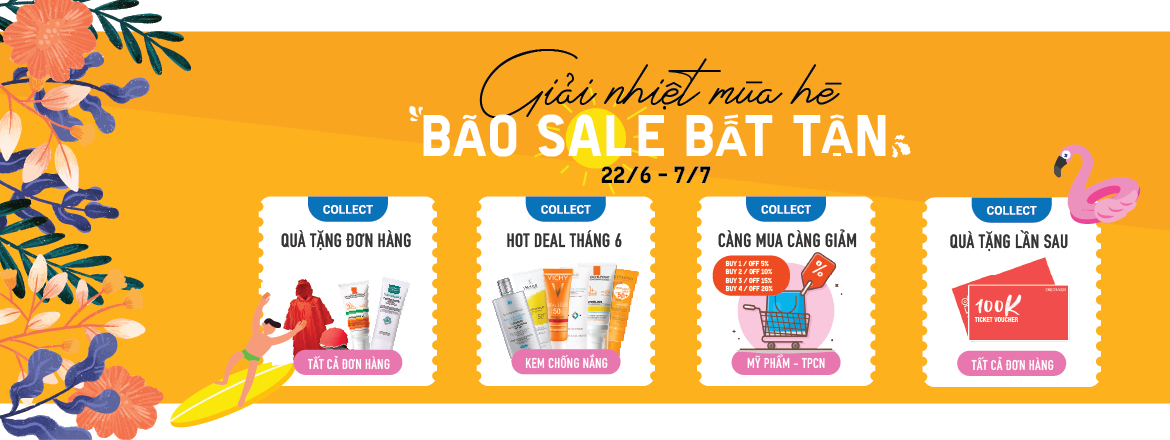 Giải nhiệt mùa hè
BÃO SALE BẤT TẬN
22/6 - 7/7
COLLECT
QUÀ TẶNG ĐƠN HÀNG
TẤT CẢ ĐƠN HÀNG
COLLECT
HOT DEAL THÁNG 6
VICHY
50+
KEM CHỐNG NẮNG
COLLECT
CÀNG MUA CÀNG GIẢM
BUY 1 / OFF 5%
BUY 2 / OFF 10%
BUY 3 / OFF 15%
BUY 4 / OFF 20%
%
MỸ PHẨM - TPCN
COLLECT
QUÀ TẶNG LẦN SAU
100K
TICKET VOUCHER
TẤT CẢ ĐƠN HÀNG